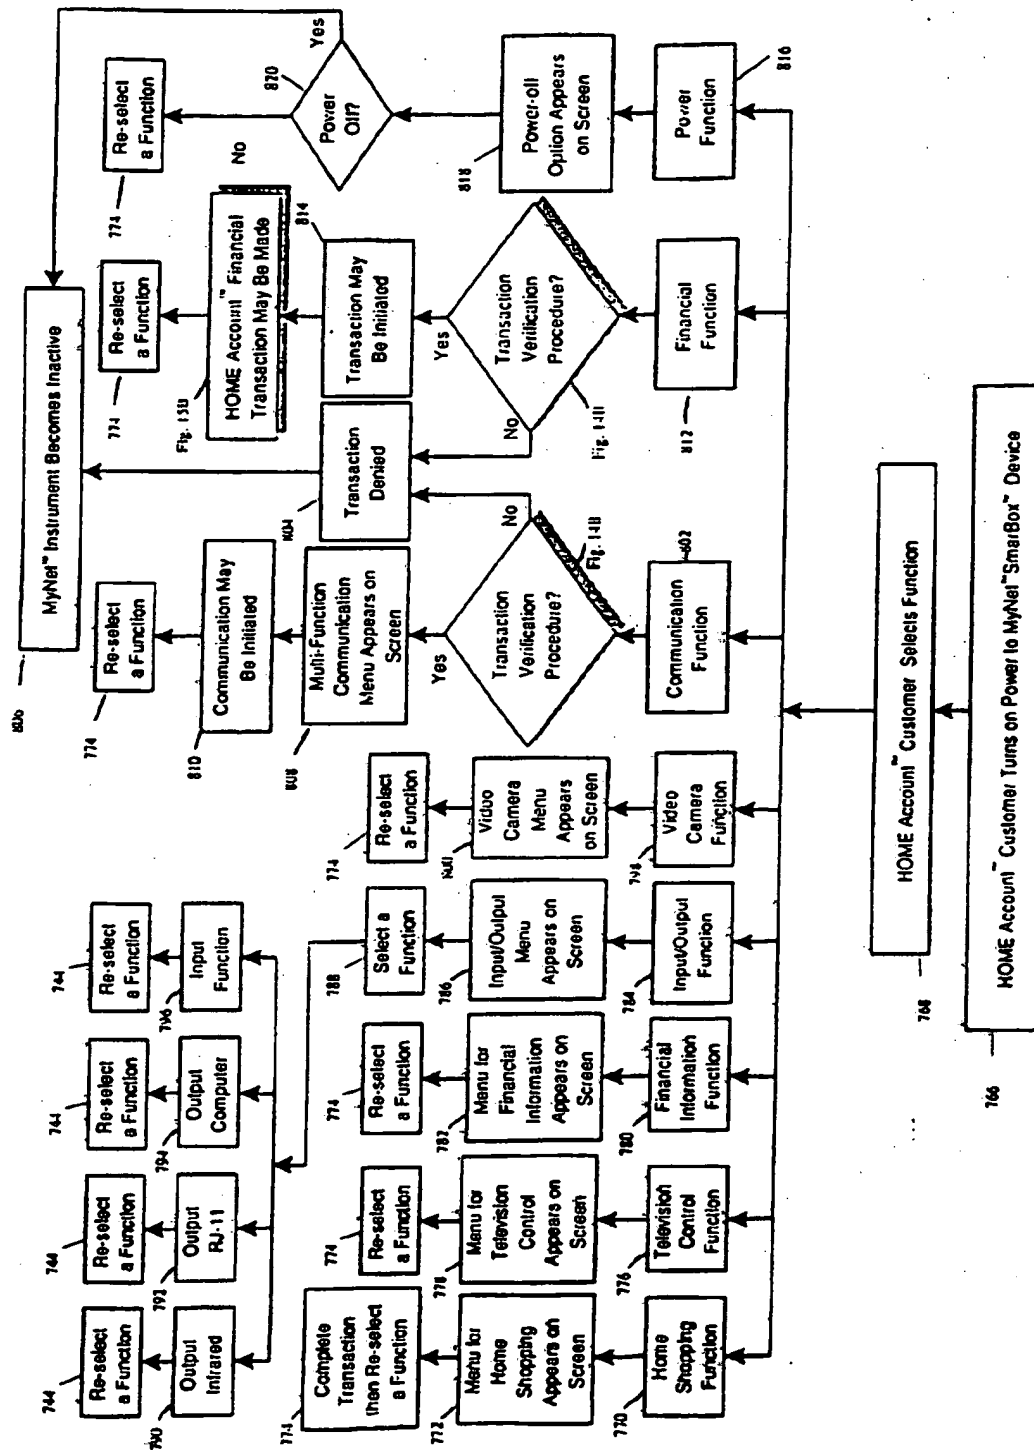 HOME Account™ Customer Turns on Power to MyNet™ SmarBox™ Device
766
HOME Account™ Customer Selects Function
768
Home
Shopping
Function
770
Menu for
Home
Shopping
Appears on
Screen
772
Complete
Transaction
then Re-select
a Function
774
Television
Control
Function
776
Menu for
Television
Control
Appears on
Screen
778
Re-select
a Function
774
Financial
Information
Function
780
Menu for
Financial
Information
Appears on
Screen
782
Re-select
a Function
774
Input/Output
Function
784
Input/Output
Menu
Appears on
Screen
786
Select a
Function
788
Output
Infrared
790
Re-select
a Function
744
Output
RJ-11
792
Re-select
a Function
744
Output
Computer
794
Re-select
a Function
744
Input
Function
796
Re-select
a Function
744
Video
Camera
Function
798
Video
Camera
Menu
Appears
on Screen
800
Re-select
a Function
774
Communication
Function
802
Transaction
Verification
Procedure?
Fig. 14B
No
Yes
Multi-Function
Communication
Menu Appears on
Screen
808
Communication May
Be Initiated
810
Re-select
a Function
774
Transaction
Denied
804
MyNet™ Instrument Becomes Inactive
806
Financial
Function
812
Transaction
Verification
Procedure?
Fig. 14B
No
Yes
Transaction May
Be Initiated
814
HOME Account™ Financial
Transaction May Be Made
Fig. 15B
Re-select
a Function
774
Power
Function
816
Power-off
Option Appears
on Screen
818
Power
Off?
820
No
Yes
Re-select
a Function
774